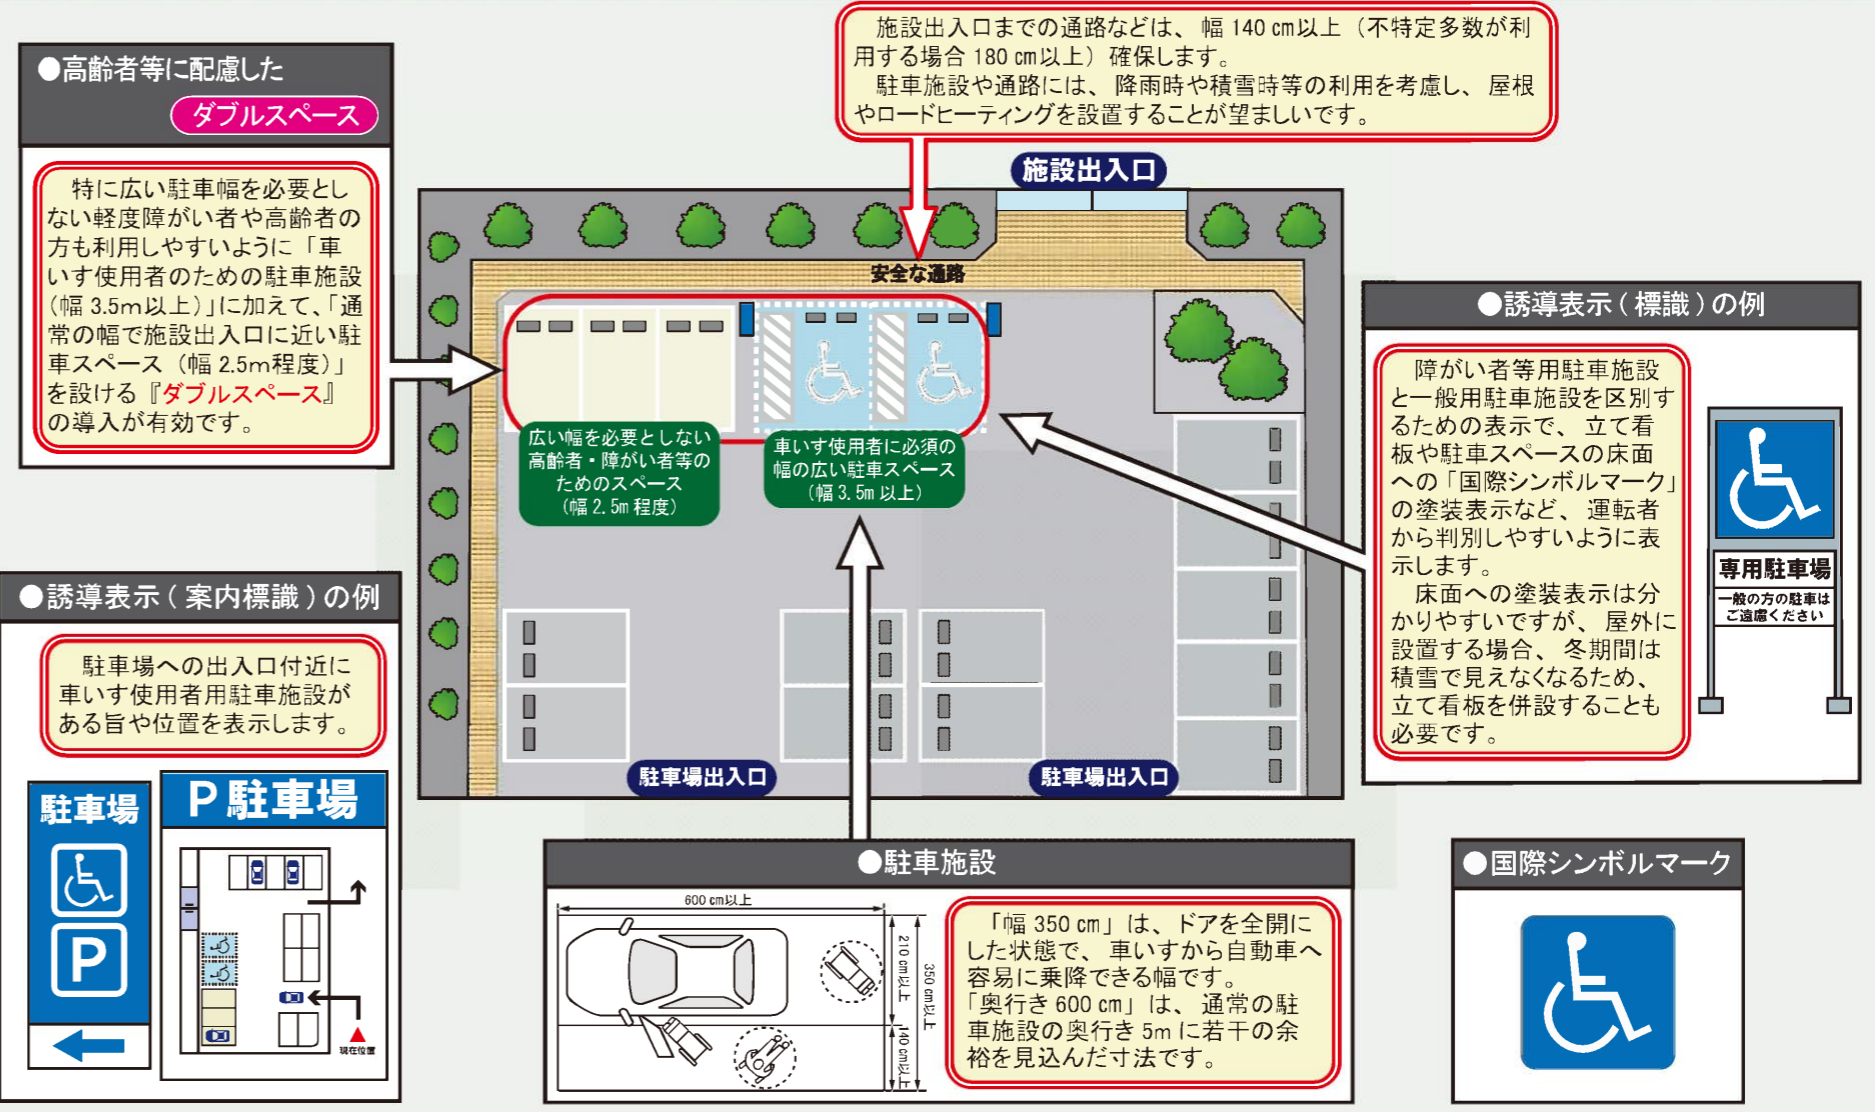 施設出入口までの通路などは、幅 140 ㎝以上（不特定多数が利
用する場合 180 ㎝以上）確保します。
駐車施設や通路には、降雨時や積雪時等の利用を考慮し、屋根
やロードヒーティングを設置することが望ましいです。
●高齢者等に配慮した
ダブルスペース
特に広い駐車幅を必要とし
ない軽度障がい者や高齢者の
方も利用しやすいように「車
いす使用者のための駐車施設
（幅 3.5m以上）」に加えて、「通
常の幅で施設出入口に近い駐
車スペース（幅 2.5m程度）」
を設ける『ダブルスペース』
の導入が有効です。
施設出入口
安全な通路
広い幅を必要としない
高齢者・障がい者等の
ためのスペース
（幅 2.5m 程度）
車いす使用者に必須の
幅の広い駐車スペース
（幅 3.5m 以上）
駐車場出入口
駐車場出入口
●誘導表示（標識）の例
障がい者等用駐車施設
と一般用駐車施設を区別す
るための表示で、立て看
板や駐車スペースの床面
への「国際シンボルマーク」
の塗装表示など、運転者
から判別しやすいように表
示します。
床面への塗装表示は分
かりやすいですが、屋外に
設置する場合、冬期間は
積雪で見えなくなるため、
立て看板を併設することも
必要です。
専用駐車場
一般の方の駐車は
ご遠慮ください
●誘導表示（案内標識）の例
駐車場への出入口付近に
車いす使用者用駐車施設が
ある旨や位置を表示します。
駐車場
P
P 駐車場
現在位置
●駐車施設
600 ㎝以上
210 ㎝以上
350 ㎝以上
140 ㎝以上
「幅 350 ㎝」は、ドアを全開に
した状態で、車いすから自動車へ
容易に乗降できる幅です。
「奥行き 600 ㎝」は、通常の駐
車施設の奥行き 5m に若干の余
裕を見込んだ寸法です。
●国際シンボルマーク